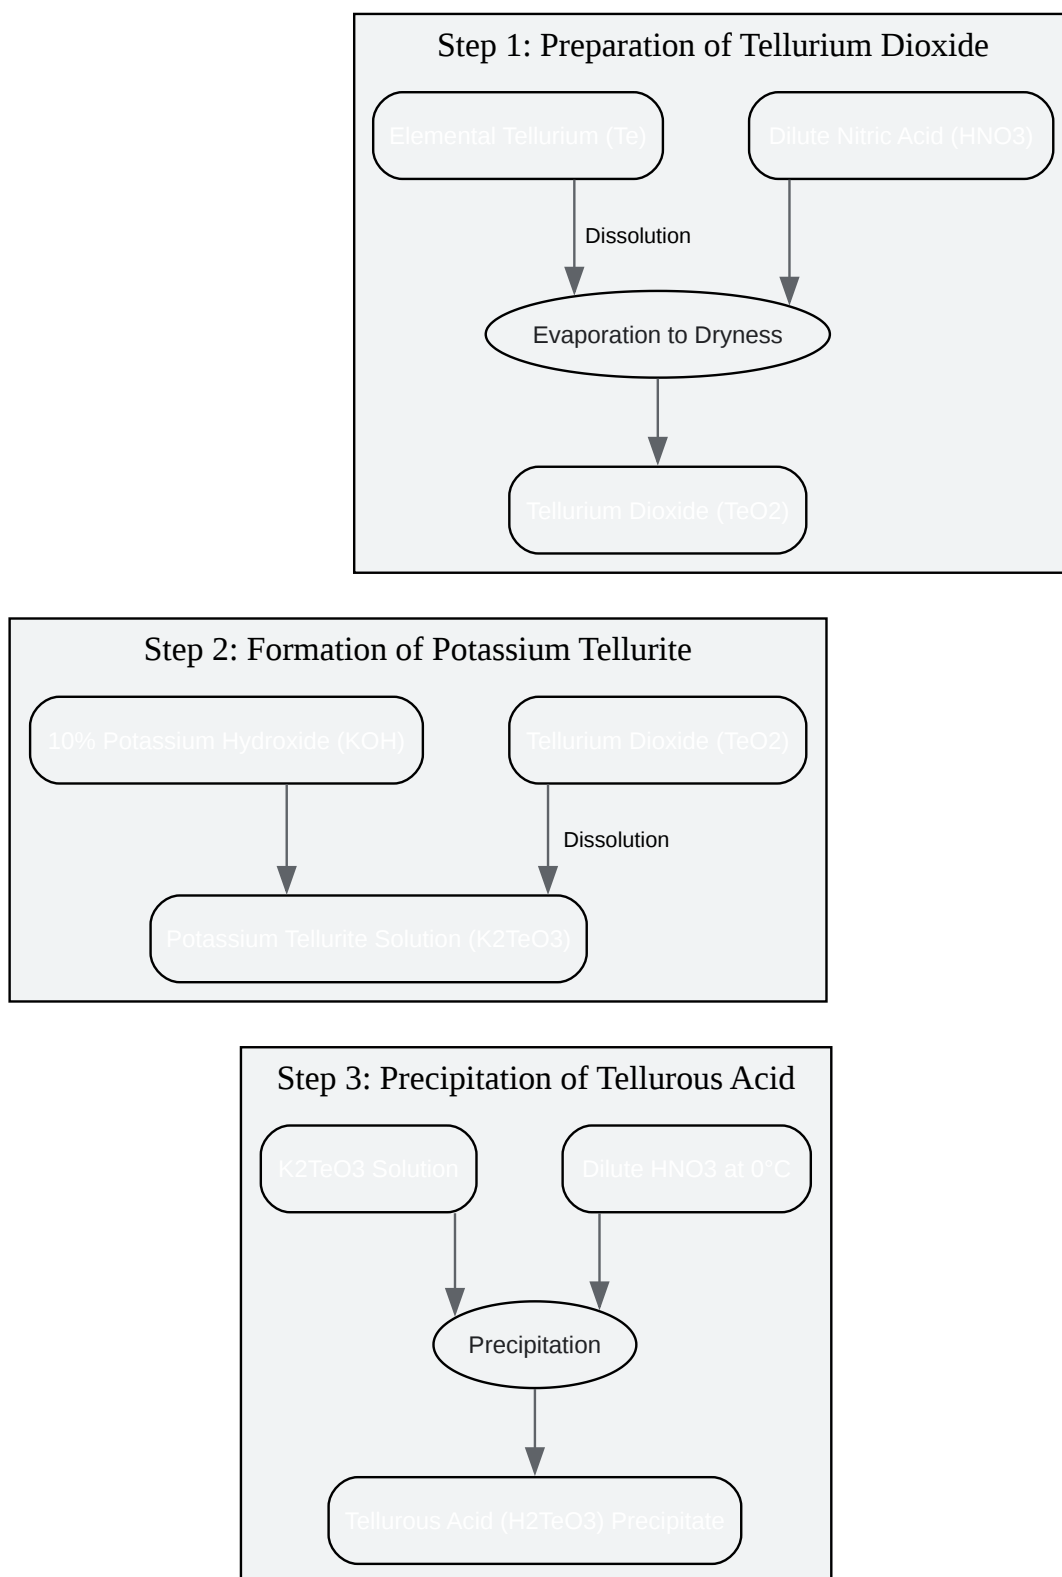 Step 1: Preparation of Tellurium Dioxide
Elemental Tellurium (Te)
Dilute Nitric Acid (HNO3)
Dissolution
Evaporation to Dryness
Tellurium Dioxide (TeO2)
Step 2: Formation of Potassium Tellurite
10% Potassium Hydroxide (KOH)
Tellurium Dioxide (TeO2)
Dissolution
Potassium Tellurite Solution (K2TeO3)
Step 3: Precipitation of Tellurous Acid
K2TeO3 Solution
Dilute HNO3 at 0°C
Precipitation
Tellurous Acid (H2TeO3) Precipitate